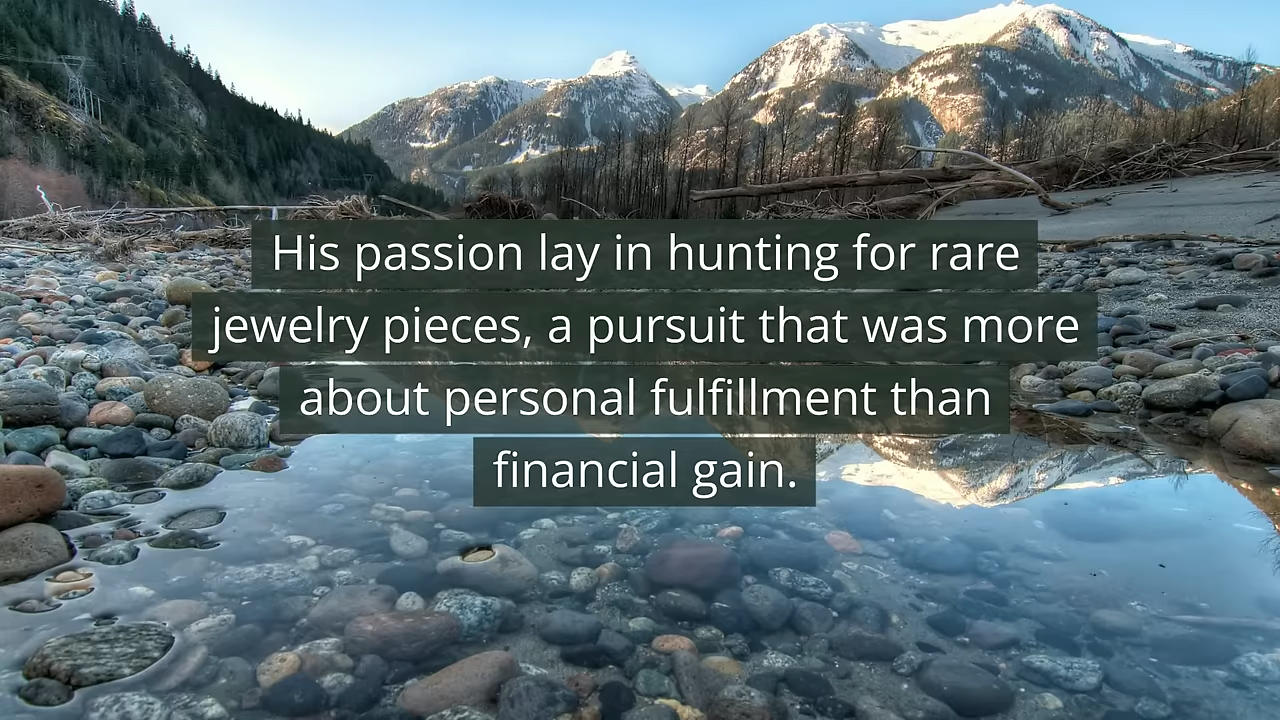 His passion lay in hunting for rare
jewelry pieces, a pursuit that was more
about personal fulfillment than
financial gain.